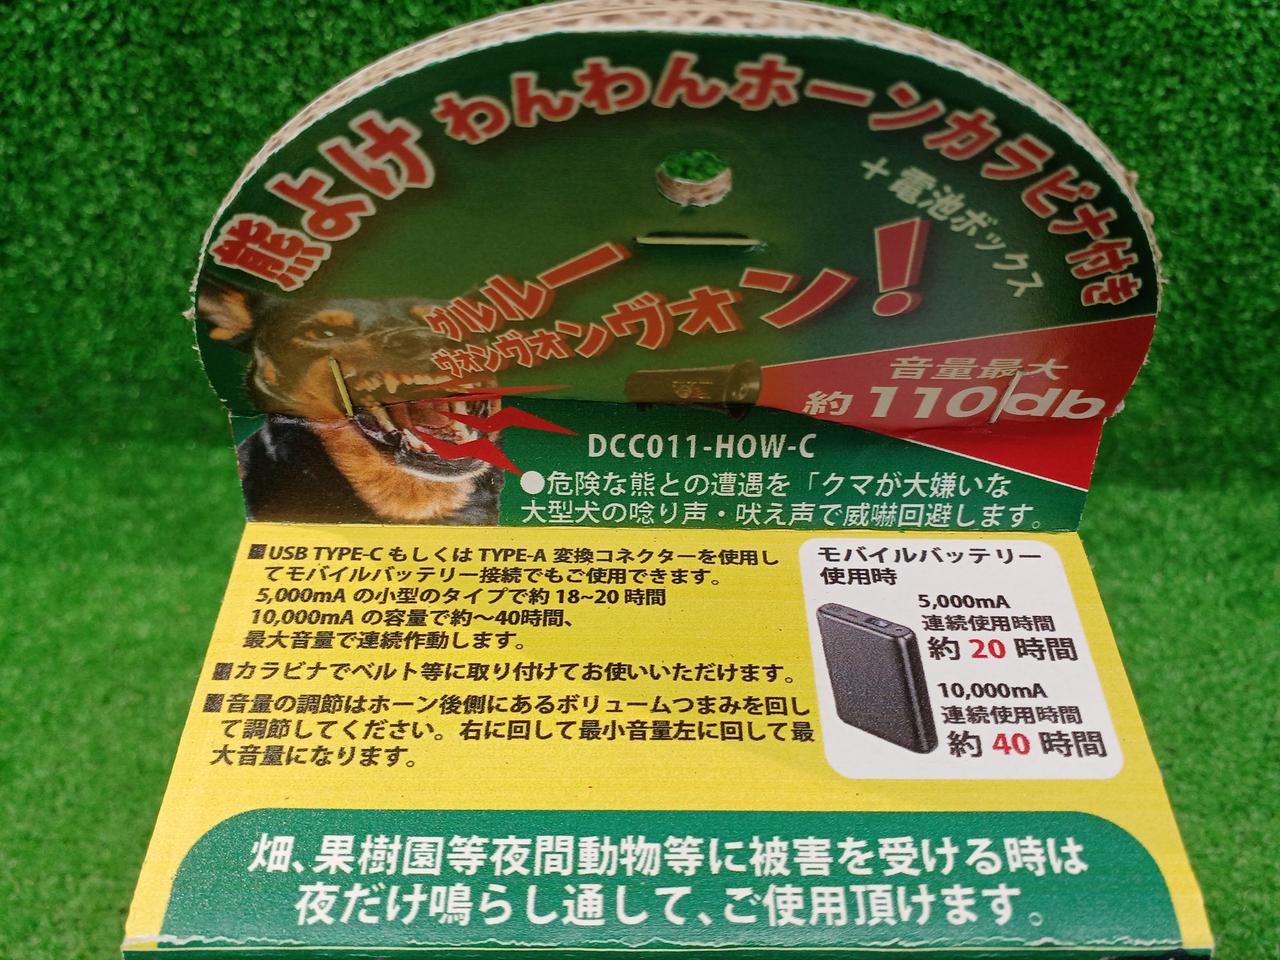 熊よけ わんわんホーンカラビナ付き
＋電池ボックス
グルルルー
ヴォンヴォンヴォン！
音量最大
約110db
DCC011-HOW-C
●危険な熊との遭遇を「クマが大嫌いな
大型犬の唸り声・吠え声で威嚇回避します。
■USB TYPE-C もしくは TYPE-A 変換コネクターを使用し
てモバイルバッテリー接続でもご使用できます。
5,000mA の小型のタイプで約 18~20 時間
10,000mA の容量で約〜40時間、
最大音量で連続作動します。
■カラビナでベルト等に取り付けてお使いいただけます。
■音量の調節はホーン後側にあるボリュームつまみを回し
て調節してください。右に回して最小音量左に回して最
大音量になります。
モバイルバッテリー
使用時
5,000mA
連続使用時間
約 20 時間
10,000mA
連続使用時間
約 40 時間
畑、果樹園等夜間動物等に被害を受ける時は
夜だけ鳴らし通して、ご使用頂けます。